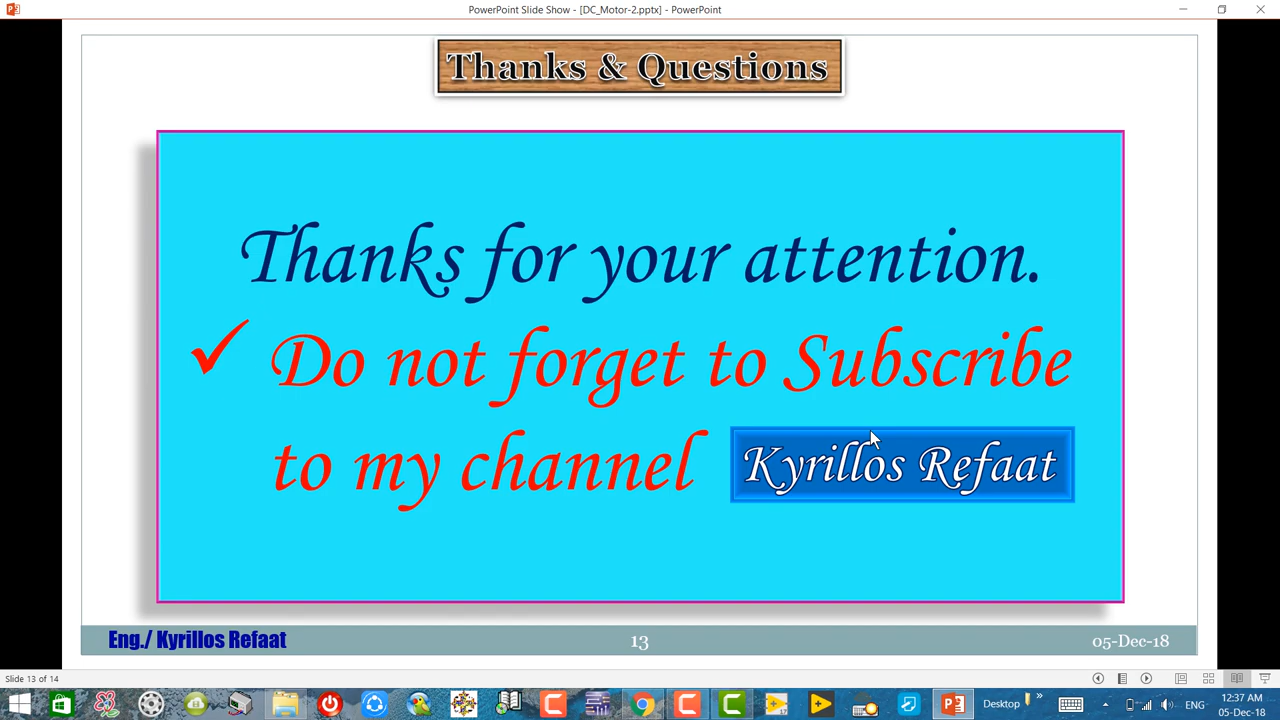 PowerPoint Slide Show - [DC_Motor-2.pptx] - PowerPoint
Thanks & Questions
Thanks for your attention.
✓ Do not forget to Subscribe
to my channel Kyrillos Refaat
Eng./ Kyrillos Refaat 13 05-Dec-18
Slide 13 of 14
Desktop » ENG 12:37 AM
05-Dec-18